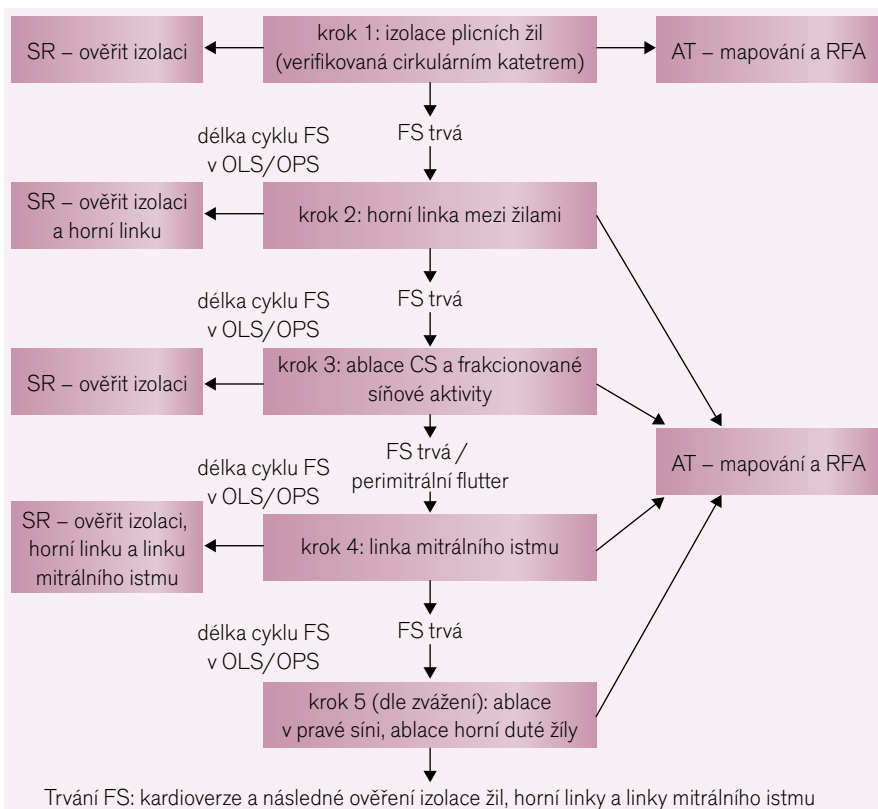 SR – ověřit izolaci
krok 1: izolace plicních žil
(verifikovaná cirkulárním katetrem)
AT – mapování a RFA
délka cyklu FS
v OLS/OPS
FS trvá
SR – ověřit izolaci
a horní linku
krok 2: horní linka mezi žilami
délka cyklu FS
v OLS/OPS
FS trvá
SR – ověřit izolaci
krok 3: ablace CS a frakcionované
síňové aktivity
AT – mapování a RFA
délka cyklu FS
v OLS/OPS
FS trvá /
perimitrální flutter
SR – ověřit izolaci,
horní linku a linku
mitrálního istmu
krok 4: linka mitrálního istmu
délka cyklu FS
v OLS/OPS
FS trvá
krok 5 (dle zvážení): ablace
v pravé síni, ablace horní duté žíly
Trvání FS: kardioverze a následné ověření izolace žil, horní linky a linky mitrálního istmu